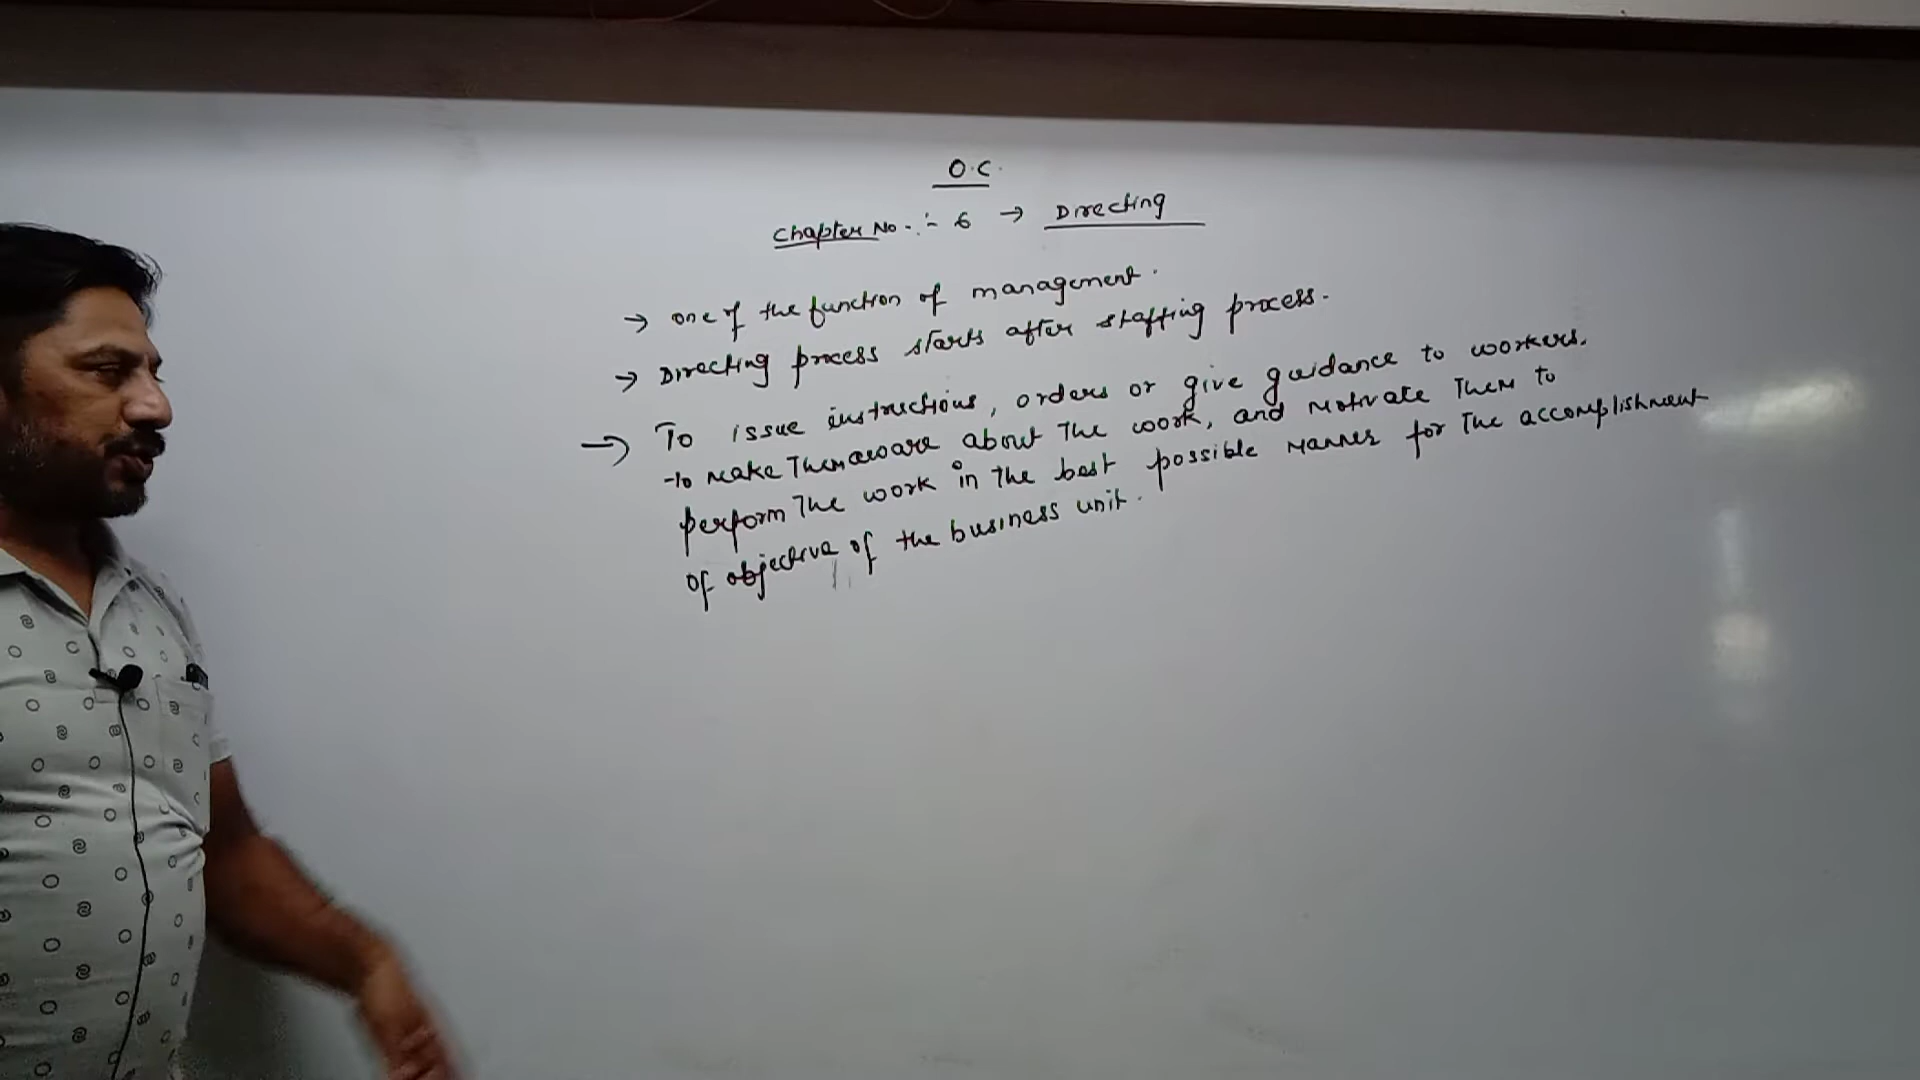 O.C.
Chapter No. :- 6 → Directing
→ one of the function of management.
→ Directing process starts after staffing process.
→ To issue instructions, orders or give guidance to workers.
to make them aware about the work, and motivate them to
perform the work in the best possible manner for the accomplishment
of objective of the business unit.